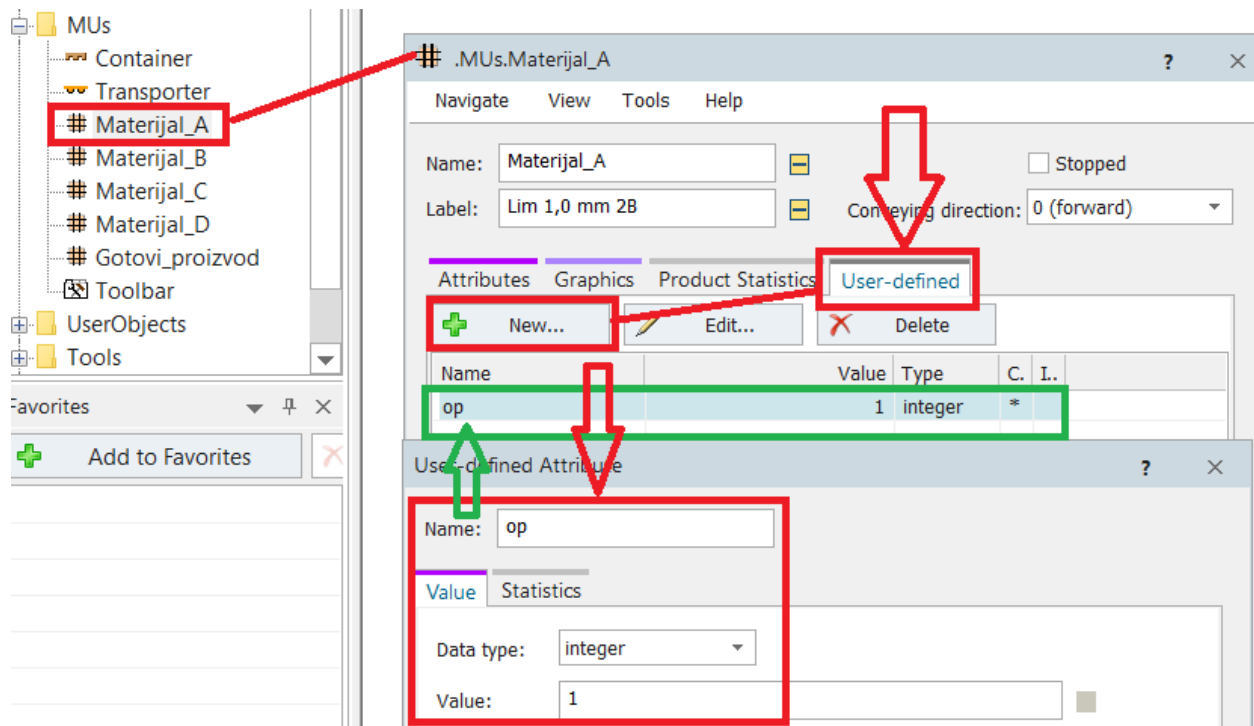 MUs
Container
Transporter
Materijal_A
Materijal_B
Materijal_C
Materijal_D
Gotovi_proizvod
Toolbar
UserObjects
Tools
Favorites
Add to Favorites
.MUs.Materijal_A ?
Navigate View Tools Help
Name: Materijal_A Stopped
Label: Lim 1,0 mm 2B Conveying direction: 0 (forward)
Attributes Graphics Product Statistics User-defined
New... Edit... Delete
Name Value Type C. I..
op 1 integer *
User-defined Attribute ?
Name: op
Value Statistics
Data type: integer
Value: 1